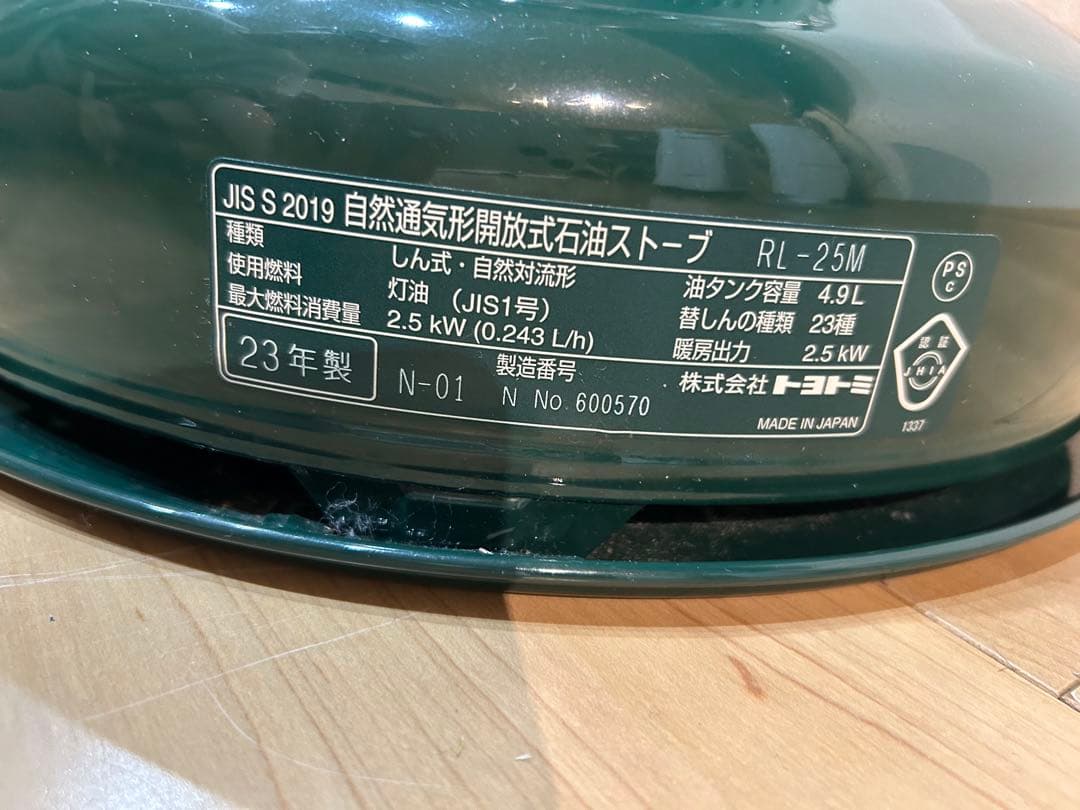 JIS S 2019 自然通気形開放式石油ストーブ RL-25M
種類 しん式・自然対流形
使用燃料 灯油 (JIS1号)
最大燃料消費量 2.5 kW (0.243 L/h)
油タンク容量 4.9 L
替しんの種類 23種
暖房出力 2.5 kW
23年製 N-01 製造番号 N No.600570
株式会社 トヨトミ
MADE IN JAPAN
PS
C
認証
JHIA
1337